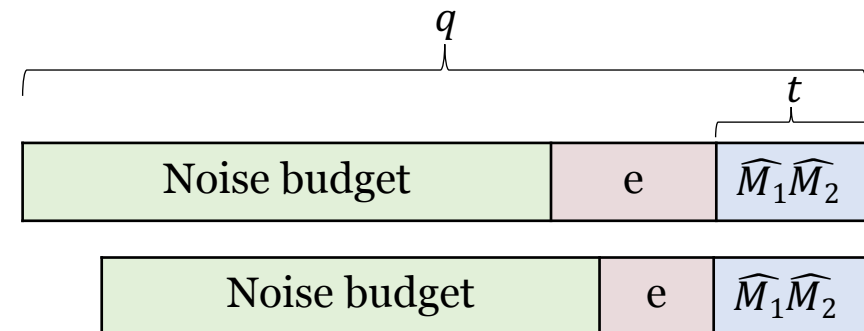 q
t
Noise budget e M̂₁M̂₂
Noise budget e M̂₁M̂₂